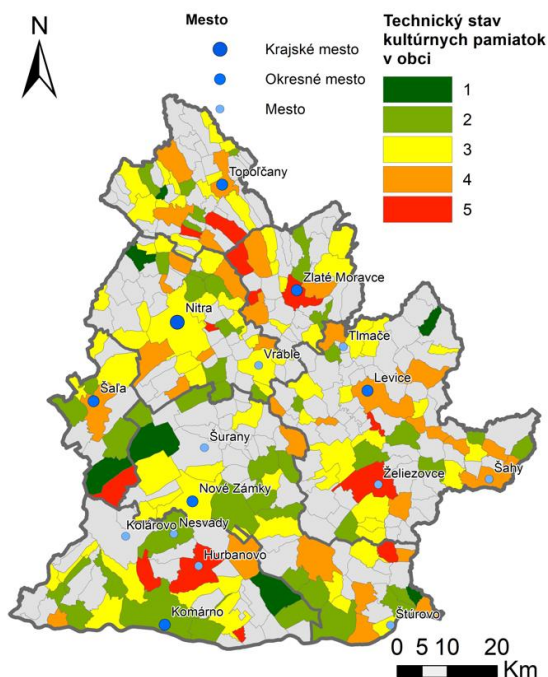 N
Mesto
Krajské mesto
Okresné mesto
Mesto
Technický stav
kultúrnych pamiatok
v obci
1
2
3
4
5
Topoľčany
Zlaté Moravce
Nitra
Tlmače
Vráble
Levice
Šaľa
Šurany
Želiezovce
Šahy
Nové Zámky
Kolárovo
Nesvady
Hurbanovo
Komárno
Štúrovo
0 5 10 20
Km